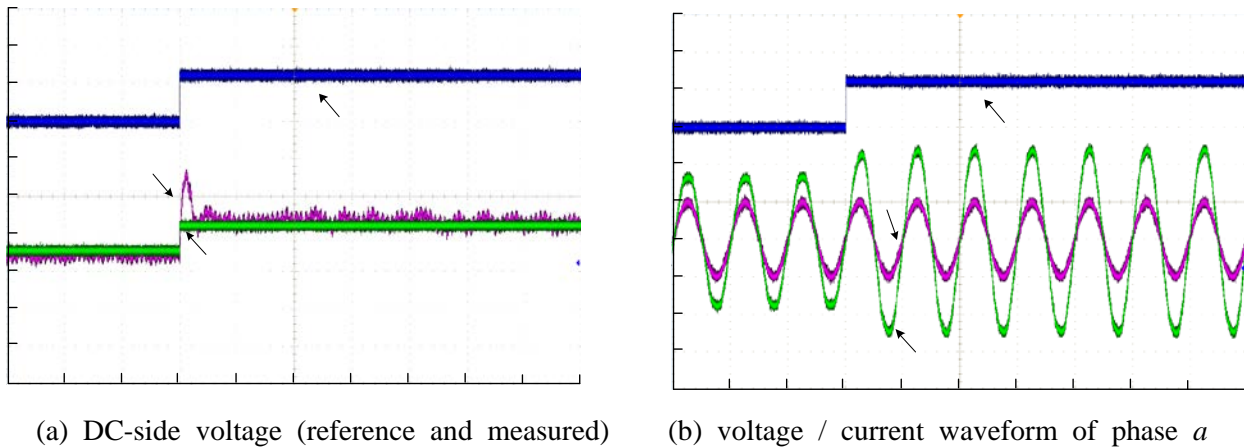 (a) DC-side voltage (reference and measured)
(b) voltage / current waveform of phase a